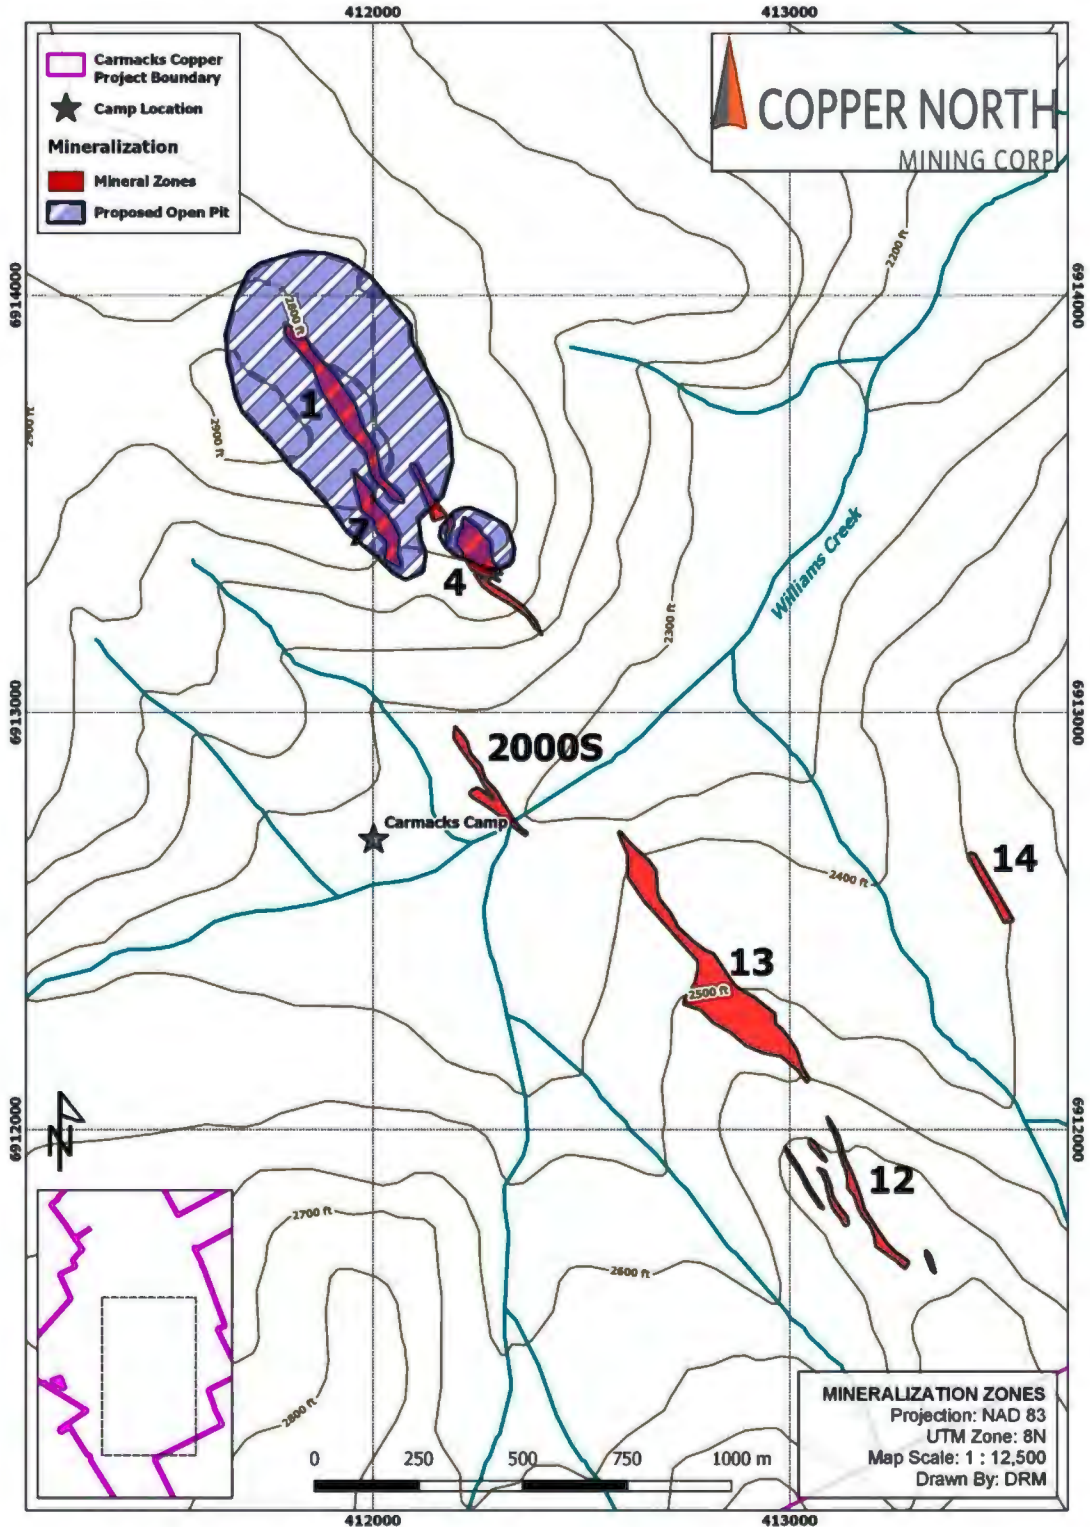 412000
413000
Carmacks Copper
Project Boundary
Camp Location
Mineralization
Mineral Zones
Proposed Open Pit
COPPER NORTH
MINING CORP
2200 ft
6914000
6914000
2800 ft
1
2900 ft
2900 ft
7
4
Williams Creek
2300 ft
6913000
6913000
2000S
Carmacks Camp
14
2400 ft
13
2500 ft
N
6912000
6912000
12
2700 ft
2600 ft
2800 ft
0 250 500 750 1000 m
MINERALIZATION ZONES
Projection: NAD 83
UTM Zone: 8N
Map Scale: 1 : 12,500
Drawn By: DRM
412000
413000